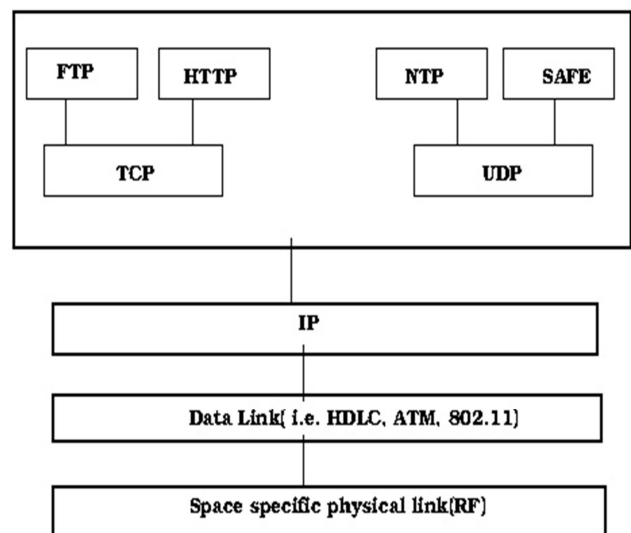 FTP HTTP NTP SAFE
TCP UDP
IP
Data Link( i.e. HDLC, ATM, 802.11)
Space specific physical link(RF)